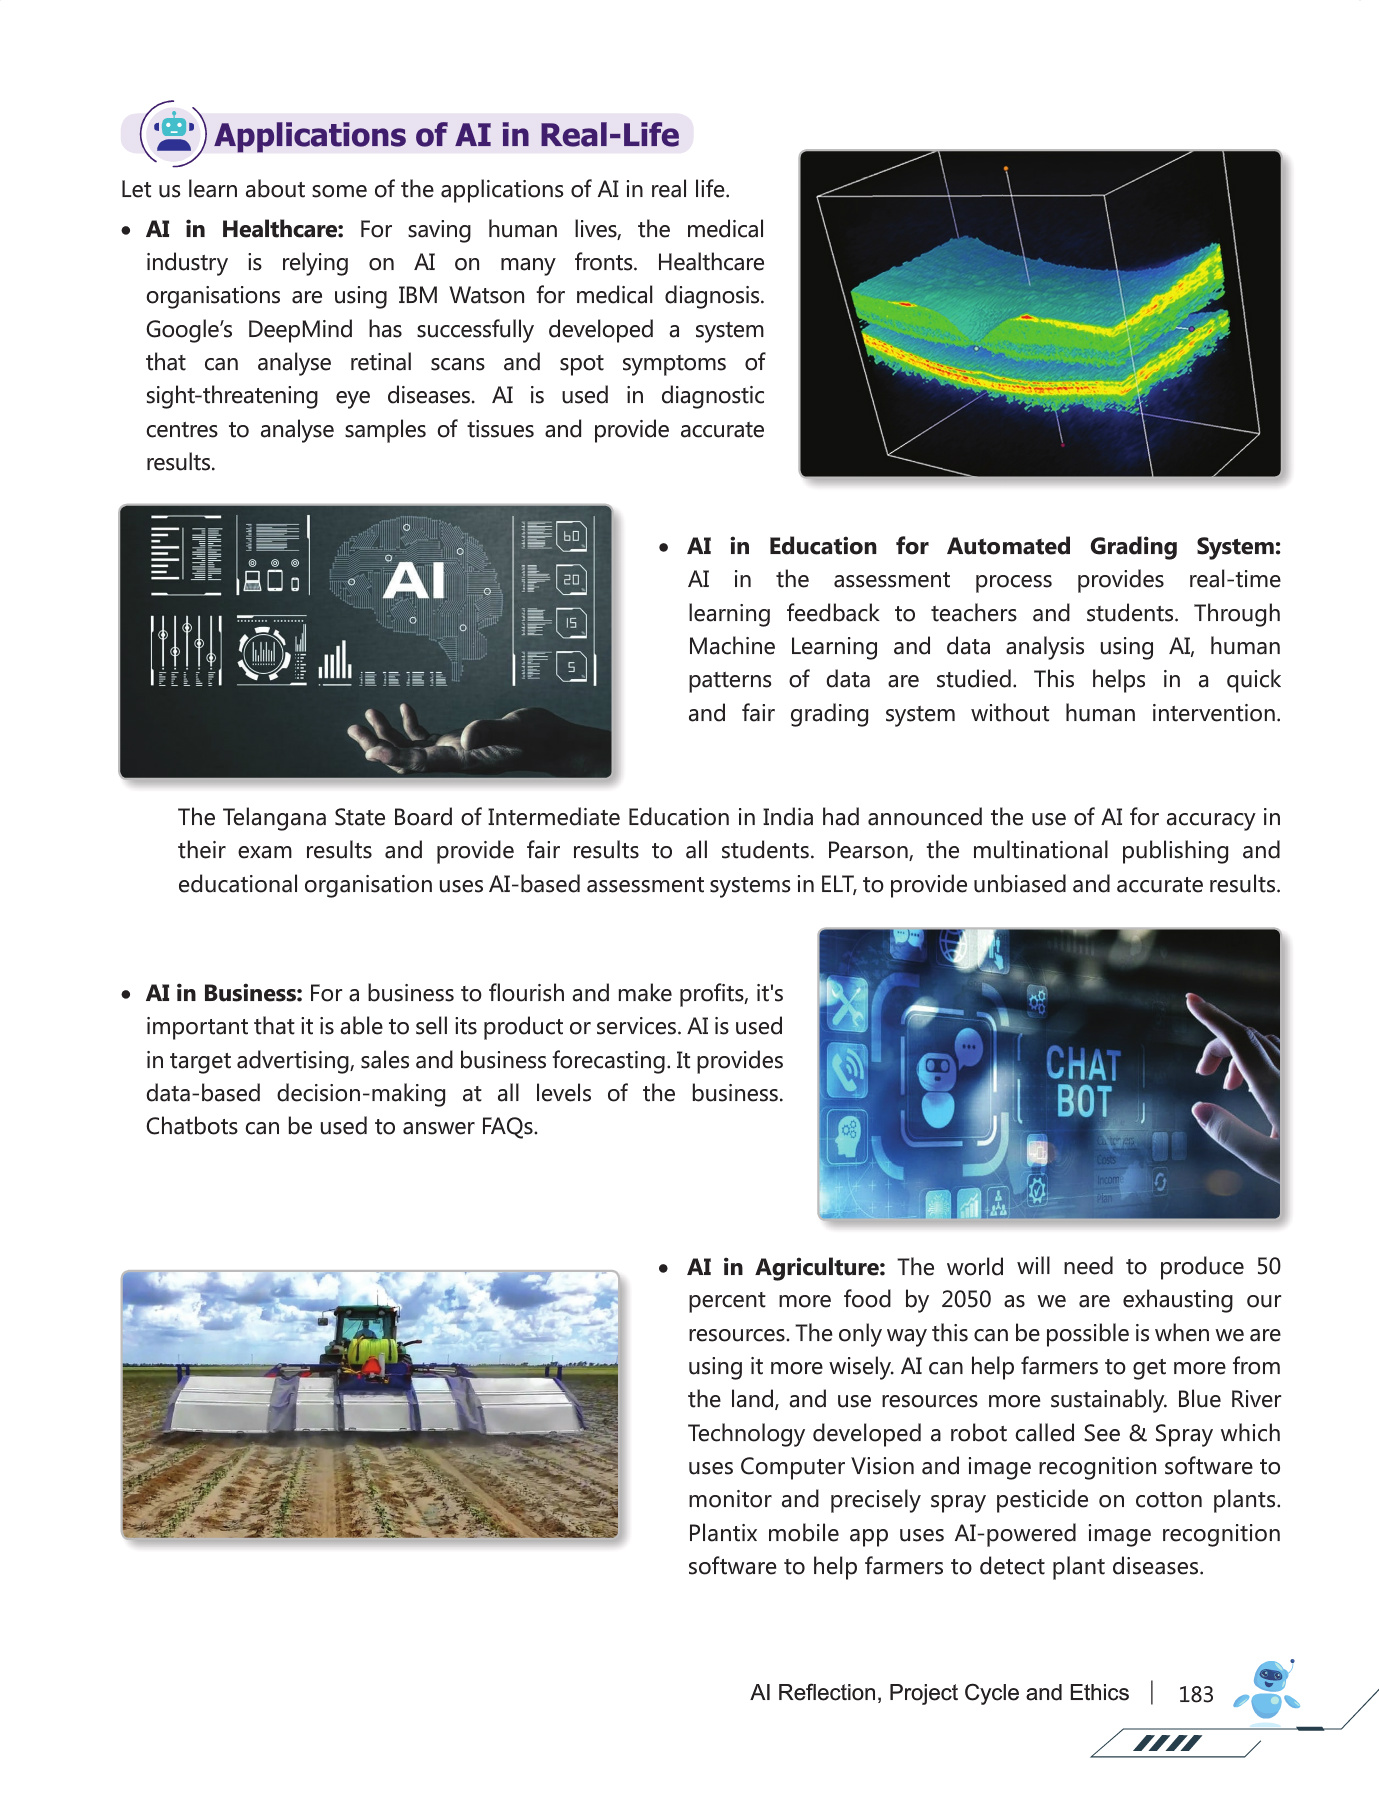 Applications of AI in Real-Life
Let us learn about some of the applications of AI in real life.
• AI in Healthcare: For saving human lives, the medical
industry is relying on AI on many fronts. Healthcare
organisations are using IBM Watson for medical diagnosis.
Google’s DeepMind has successfully developed a system
that can analyse retinal scans and spot symptoms of
sight-threatening eye diseases. AI is used in diagnostic
centres to analyse samples of tissues and provide accurate
results.
AI
60
20
15
5
• AI in Education for Automated Grading System:
AI in the assessment process provides real-time
learning feedback to teachers and students. Through
Machine Learning and data analysis using AI, human
patterns of data are studied. This helps in a quick
and fair grading system without human intervention.
The Telangana State Board of Intermediate Education in India had announced the use of AI for accuracy in
their exam results and provide fair results to all students. Pearson, the multinational publishing and
educational organisation uses AI-based assessment systems in ELT, to provide unbiased and accurate results.
• AI in Business: For a business to flourish and make profits, it's
important that it is able to sell its product or services. AI is used
in target advertising, sales and business forecasting. It provides
data-based decision-making at all levels of the business.
Chatbots can be used to answer FAQs.
CHAT
BOT
Customers
Costs
Income
Plan
• AI in Agriculture: The world will need to produce 50
percent more food by 2050 as we are exhausting our
resources. The only way this can be possible is when we are
using it more wisely. AI can help farmers to get more from
the land, and use resources more sustainably. Blue River
Technology developed a robot called See & Spray which
uses Computer Vision and image recognition software to
monitor and precisely spray pesticide on cotton plants.
Plantix mobile app uses AI-powered image recognition
software to help farmers to detect plant diseases.
AI Reflection, Project Cycle and Ethics | 183